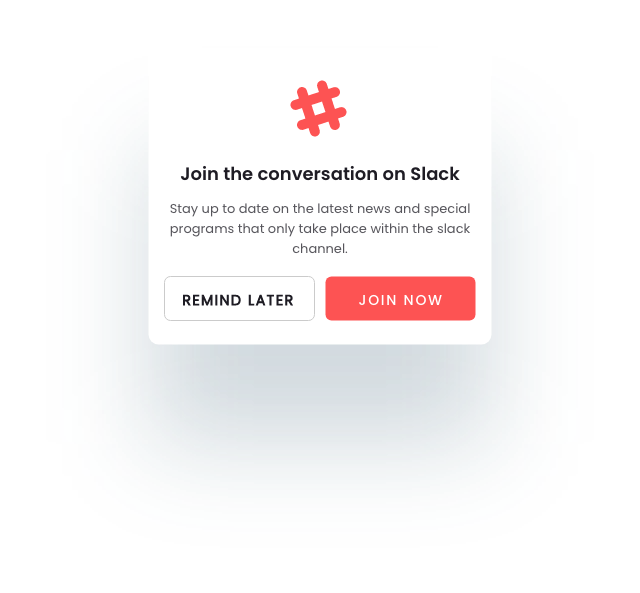 Join the conversation on Slack
Stay up to date on the latest news and special
programs that only take place within the slack
channel.
REMIND LATER
JOIN NOW